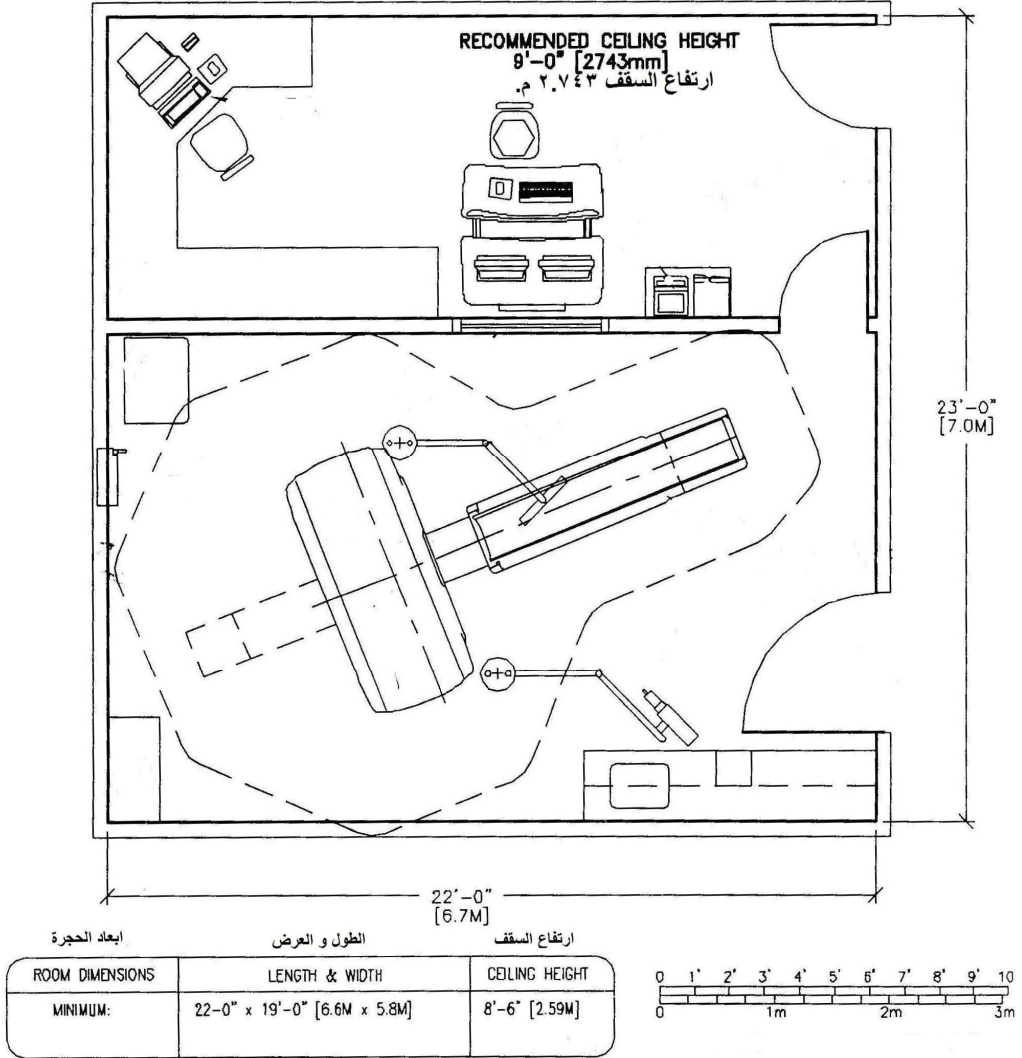 RECOMMENDED CEILING HEIGHT
9'-0" [2743mm]
ارتفاع السقف ٢.٧٤٣ م.
23'-0"
[7.0M]
22'-0"
[6.7M]
ابعاد الحجرة الطول و العرض ارتفاع السقف
ROOM DIMENSIONS LENGTH & WIDTH CEILING HEIGHT
MINIMUM: 22-0" x 19'-0" [6.6M x 5.8M] 8'-6" [2.59M]
0 1' 2' 3' 4' 5' 6' 7' 8' 9' 10
0 1m 2m 3m